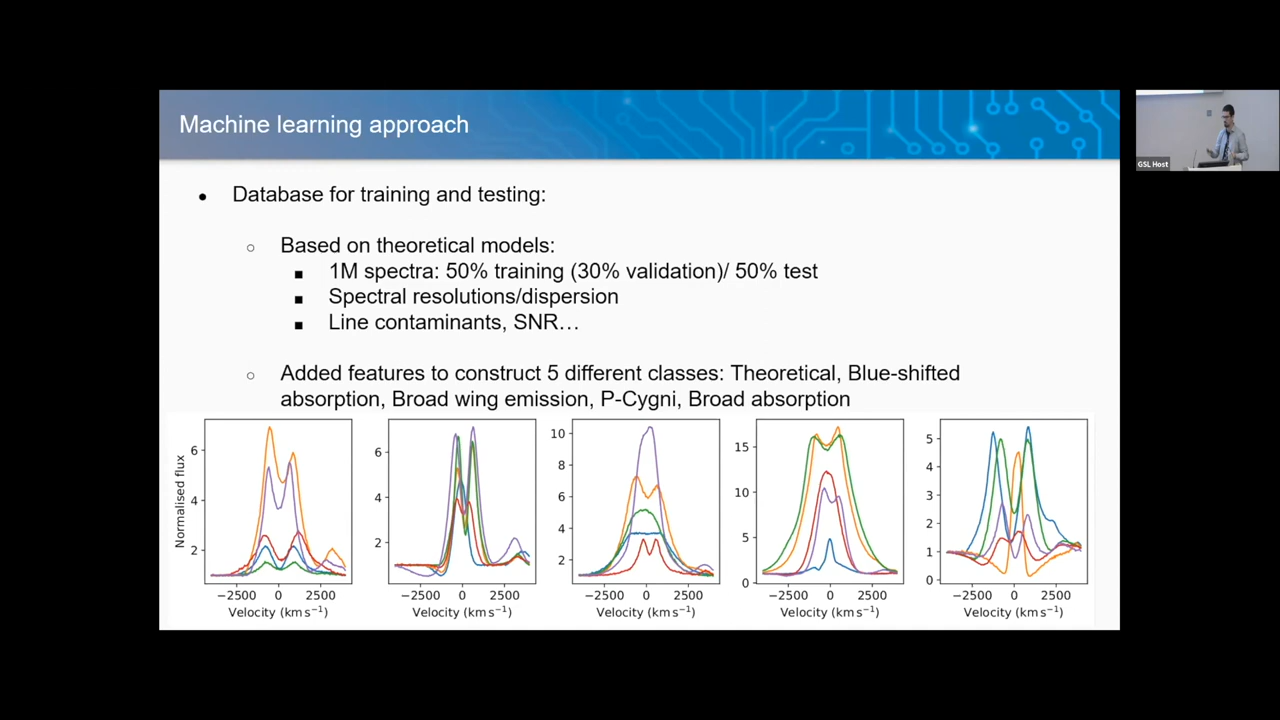 Machine learning approach
GSL Host
● Database for training and testing:
○ Based on theoretical models:
■ 1M spectra: 50% training (30% validation)/ 50% test
■ Spectral resolutions/dispersion
■ Line contaminants, SNR…
○ Added features to construct 5 different classes: Theoretical, Blue-shifted
absorption, Broad wing emission, P-Cygni, Broad absorption
Normalised flux
6
4
2
−2500 0 2500
Velocity (km s⁻¹)
6
4
2
−2500 0 2500
Velocity (km s⁻¹)
10
8
6
4
2
−2500 0 2500
Velocity (km s⁻¹)
15
10
5
0
−2500 0 2500
Velocity (km s⁻¹)
5
4
3
2
1
0
−2500 0 2500
Velocity (km s⁻¹)